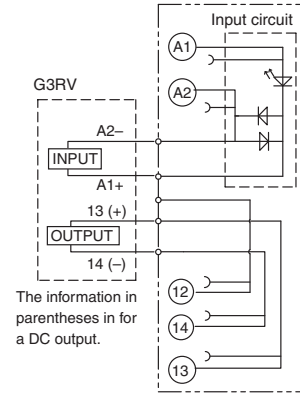 Input circuit
A1
G3RV
A2
A2–
INPUT
A1+
13 (+)
OUTPUT
14 (–)
12
The information in
parentheses in for
a DC output.
14
13